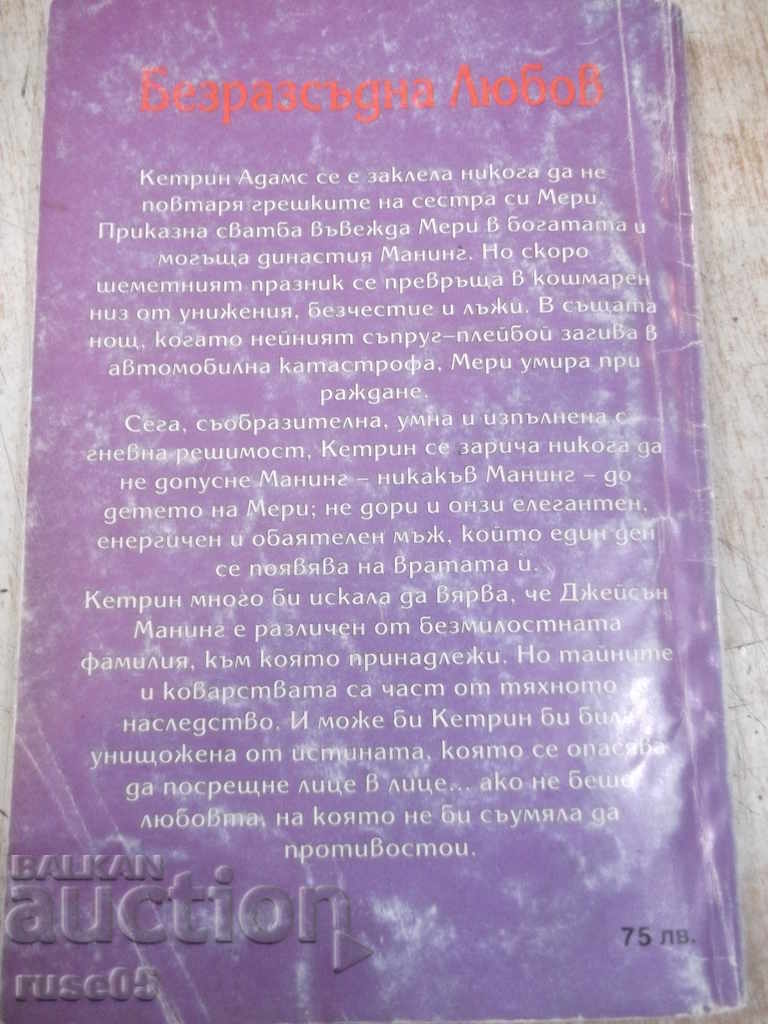 Безразсъдна Любов
Кетрин Адамс се е заклела никога да не
повтаря грешките на сестра си Мери.
Приказна сватба въвежда Мери в богатата и
могъща династия Манинг. Но скоро
шеметният празник се превръща в кошмарен
низ от унижения, безчестие и лъжи. В същата
нощ, когато нейният съпруг-плейбой загива в
автомобилна катастрофа, Мери умира при
раждане.
Сега, съобразителна, умна и изпълнена с
гневна решимост, Кетрин се зарича никога да
не допусне Манинг – никакъв Манинг – до
детето на Мери; не дори и онзи елегантен,
енергичен и обаятелен мъж, който един ден
се появява на вратата и.
Кетрин много би искала да вярва, че Джейсън
Манинг е различен от безмилостната
фамилия, към която принадлежи. Но тайните
и коварствата са част от тяхното
наследство. И може би Кетрин би била
унищожена от истината, която се опасява
да посрещне лице в лице... ако не беше
любовта, на която не би съумяла да
противостои.
75 лв.
BALKAN
auction
ruse05